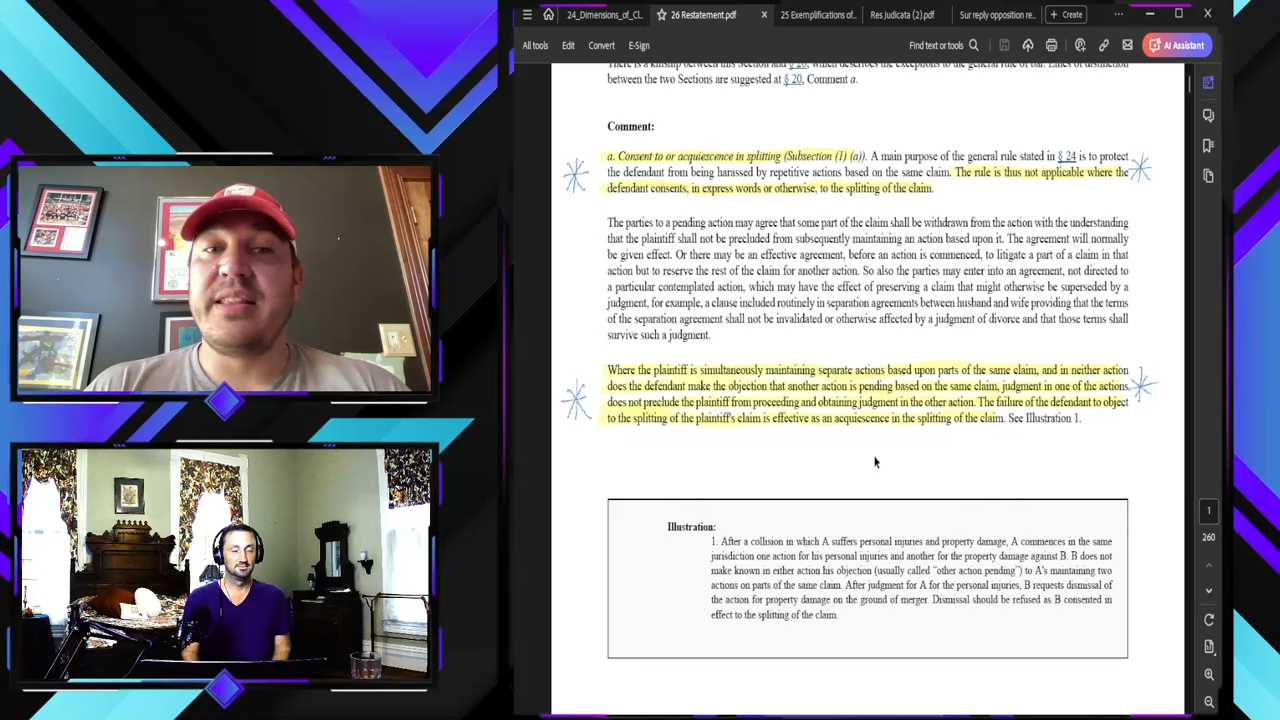 24_Dimensions_of_Cl..
26 Restatement.pdf
25 Exemplifications of..
Res Judicata (2).pdf
Sur reply opposition re...
Create
All tools
Edit
Convert
E-Sign
Find text or tools
AI Assistant
There is a kinship between this Section and § 20, which describes the exceptions to the general rule of bar. Lines of distinction
between the two Sections are suggested at § 20, Comment a.
Comment:
a. Consent to or acquiescence in splitting (Subsection (1) (a)). A main purpose of the general rule stated in § 24 is to protect
the defendant from being harassed by repetitive actions based on the same claim. The rule is thus not applicable where the
defendant consents, in express words or otherwise, to the splitting of the claim.
The parties to a pending action may agree that some part of the claim shall be withdrawn from the action with the understanding
that the plaintiff shall not be precluded from subsequently maintaining an action based upon it. The agreement will normally
be given effect. Or there may be an effective agreement, before an action is commenced, to litigate a part of a claim in that
action but to reserve the rest of the claim for another action. So also the parties may enter into an agreement, not directed to
a particular contemplated action, which may have the effect of preserving a claim that might otherwise be superseded by a
judgment, for example, a clause included routinely in separation agreements between husband and wife providing that the terms
of the separation agreement shall not be invalidated or otherwise affected by a judgment of divorce and that those terms shall
survive such a judgment.
Where the plaintiff is simultaneously maintaining separate actions based upon parts of the same claim, and in neither action
does the defendant make the objection that another action is pending based on the same claim, judgment in one of the actions
does not preclude the plaintiff from proceeding and obtaining judgment in the other action. The failure of the defendant to object
to the splitting of the plaintiff's claim is effective as an acquiescence in the splitting of the claim. See Illustration 1.
Illustration:
1. After a collision in which A suffers personal injuries and property damage, A commences in the same
jurisdiction one action for his personal injuries and another for the property damage against B. B does not
make known in either action his objection (usually called "other action pending") to A's maintaining two
actions on parts of the same claim. After judgment for A for the personal injuries, B requests dismissal of
the action for property damage on the ground of merger. Dismissal should be refused as B consented in
effect to the splitting of the claim.
1
260